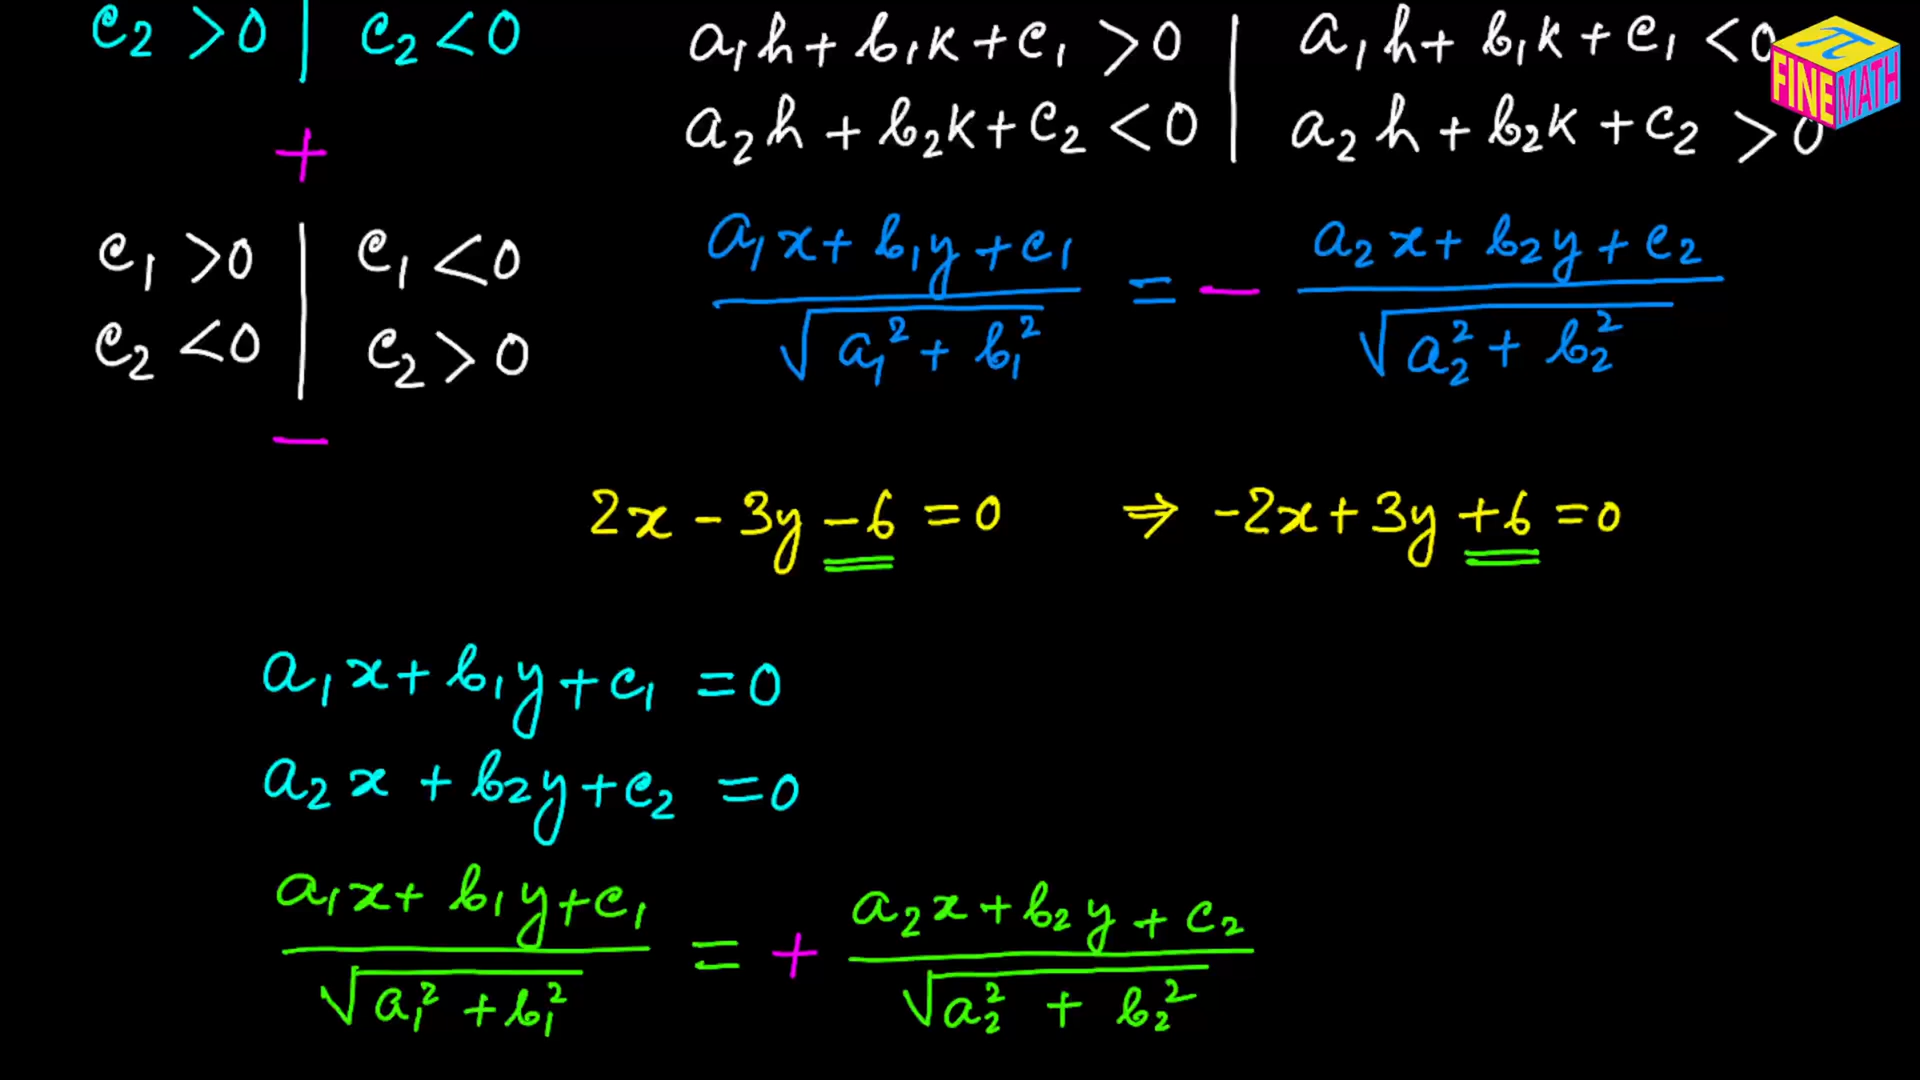 c₂ > 0 | c₂ < 0
a₁h + b₁k + c₁ > 0 | a₁h + b₁k + c₁ < 0
a₂h + b₂k + c₂ < 0 | a₂h + b₂k + c₂ > 0
π
FINE MATH
+
c₁ > 0 | c₁ < 0
c₂ < 0 | c₂ > 0
−
(a₁x + b₁y + c₁)/√(a₁² + b₁²) = − (a₂x + b₂y + c₂)/√(a₂² + b₂²)
2x - 3y - 6 = 0 ⇒ -2x + 3y + 6 = 0
a₁x + b₁y + c₁ = 0
a₂x + b₂y + c₂ = 0
(a₁x + b₁y + c₁)/√(a₁² + b₁²) = + (a₂x + b₂y + c₂)/√(a₂² + b₂²)